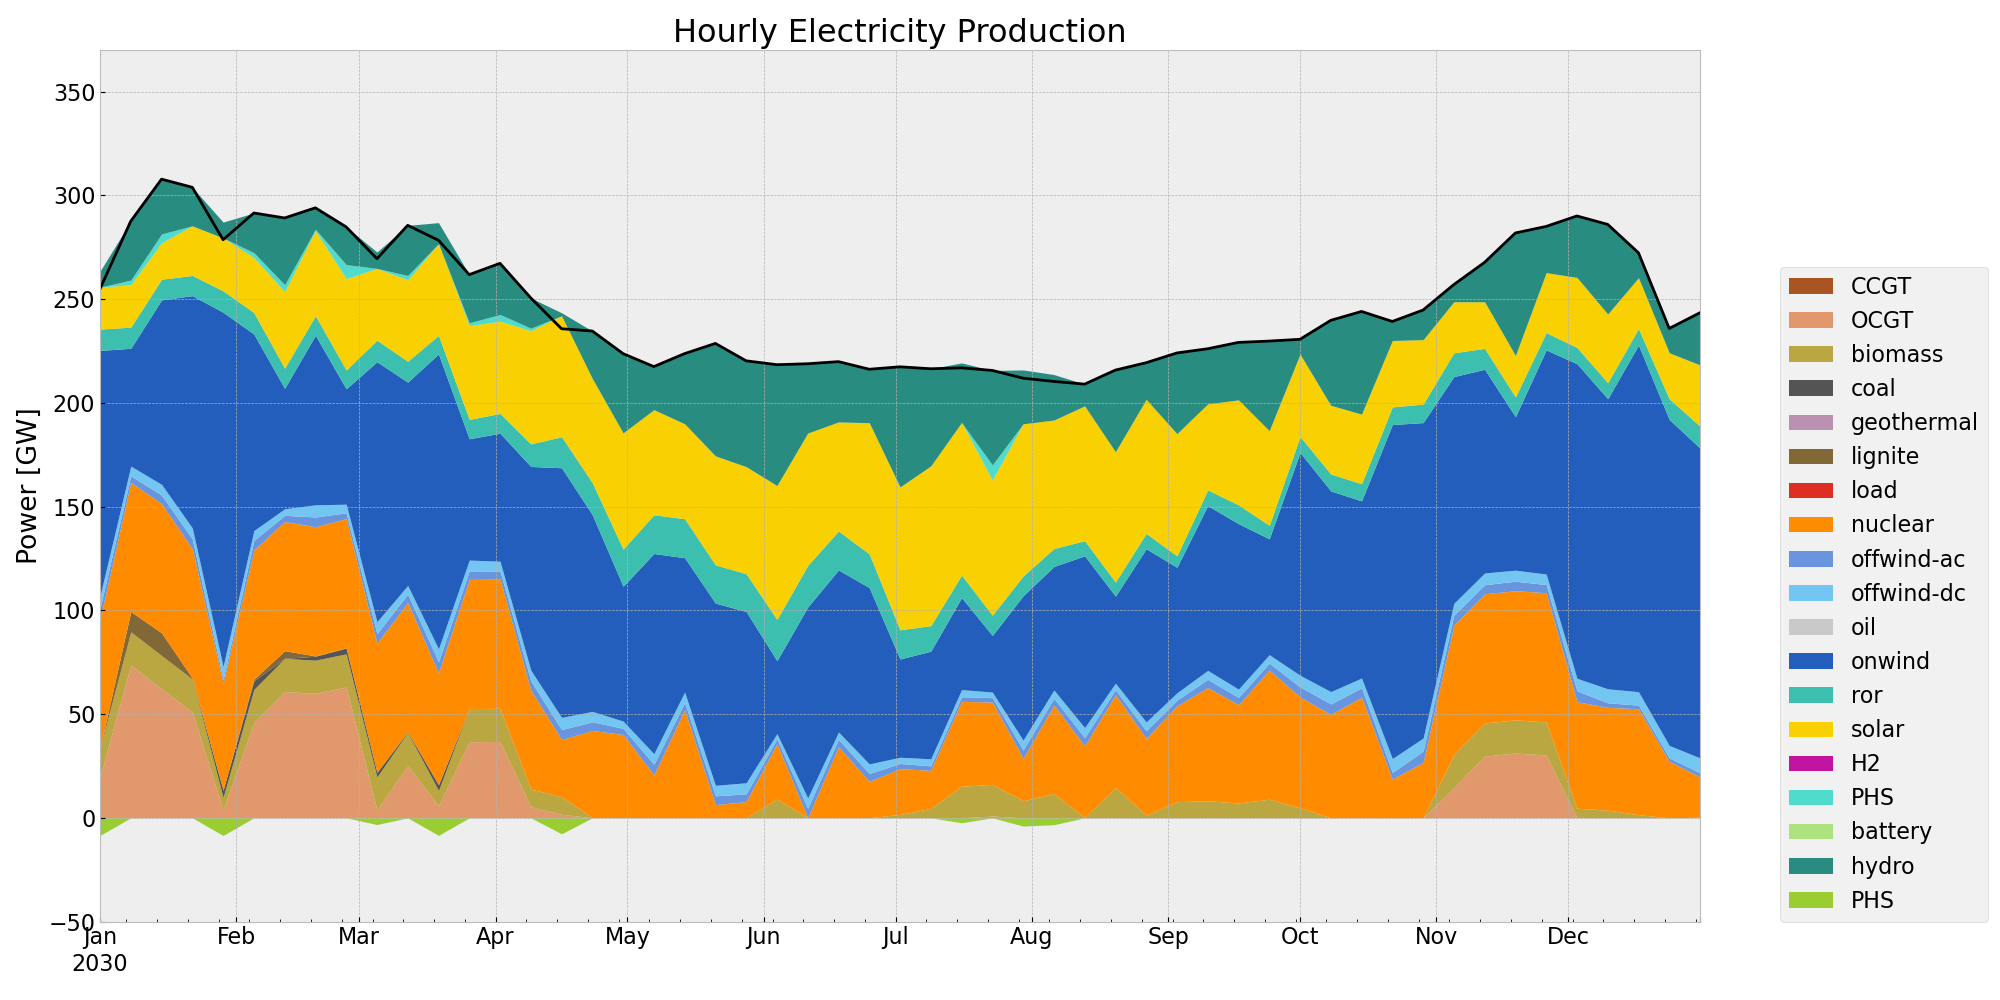 Hourly Electricity Production
Power [GW]
350
300
250
200
150
100
50
0
−50
Jan Feb Mar Apr May Jun Jul Aug Sep Oct Nov Dec
2030
CCGT
OCGT
biomass
coal
geothermal
lignite
load
nuclear
offwind-ac
offwind-dc
oil
onwind
ror
solar
H2
PHS
battery
hydro
PHS